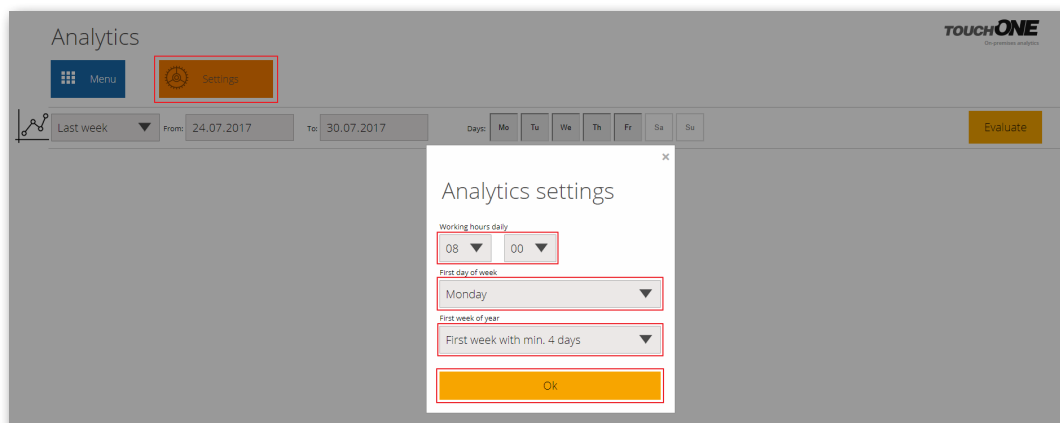 Analytics
TOUCHONE
On-premises analytics
Menu
Settings
Last week From: 24.07.2017 To: 30.07.2017 Days: Mo Tu We Th Fr Sa Su Evaluate
×
Analytics settings
Working hours daily
08 00
First day of week
Monday
First week of year
First week with min. 4 days
Ok